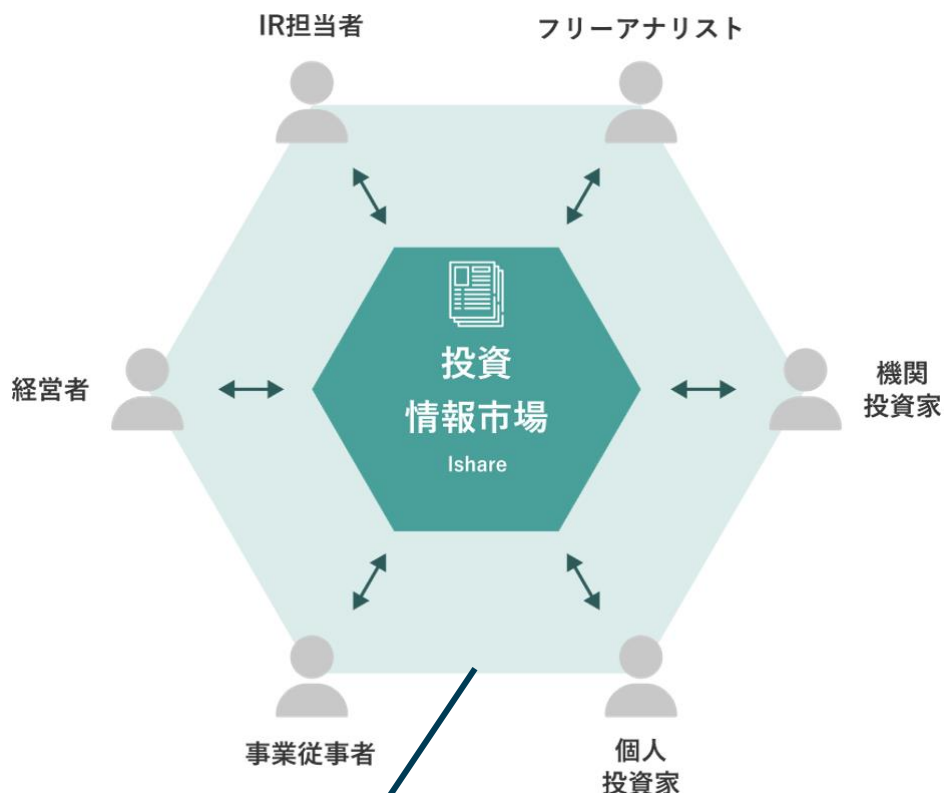 IR担当者
フリーアナリスト
投資
情報市場
Ishare
経営者
機関
投資家
事業従事者
個人
投資家